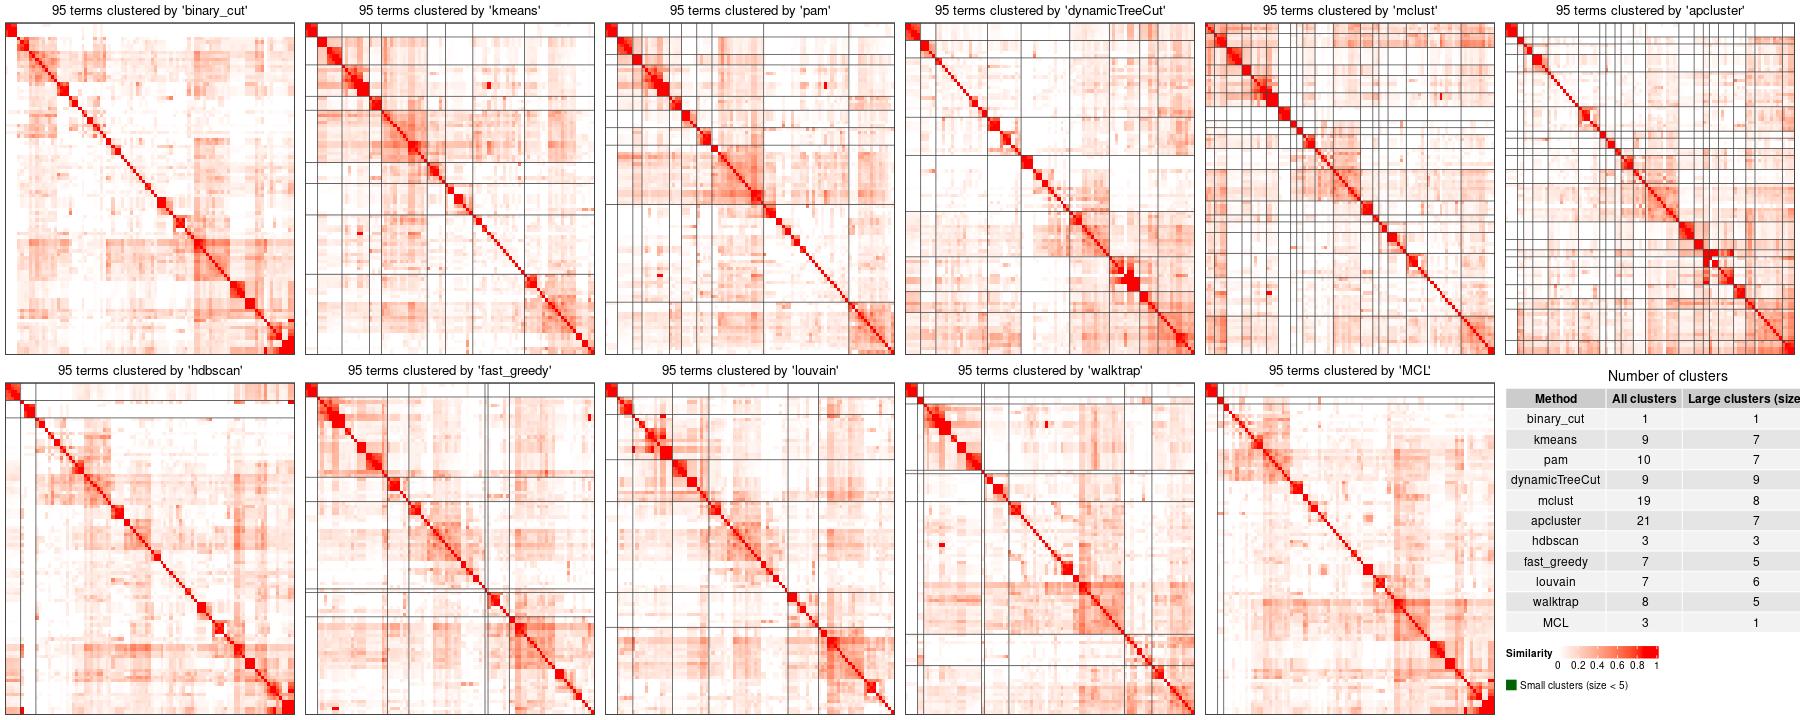 95 terms clustered by 'binary_cut'
95 terms clustered by 'kmeans'
95 terms clustered by 'pam'
95 terms clustered by 'dynamicTreeCut'
95 terms clustered by 'mclust'
95 terms clustered by 'apcluster'
95 terms clustered by 'hdbscan'
95 terms clustered by 'fast_greedy'
95 terms clustered by 'louvain'
95 terms clustered by 'walktrap'
95 terms clustered by 'MCL'
Number of clusters
Method All clusters Large clusters (size
binary_cut 1 1
kmeans 9 7
pam 10 7
dynamicTreeCut 9 9
mclust 19 8
apcluster 21 7
hdbscan 3 3
fast_greedy 7 5
louvain 7 6
walktrap 8 5
MCL 3 1
Similarity
0 0.2 0.4 0.6 0.8 1
Small clusters (size < 5)